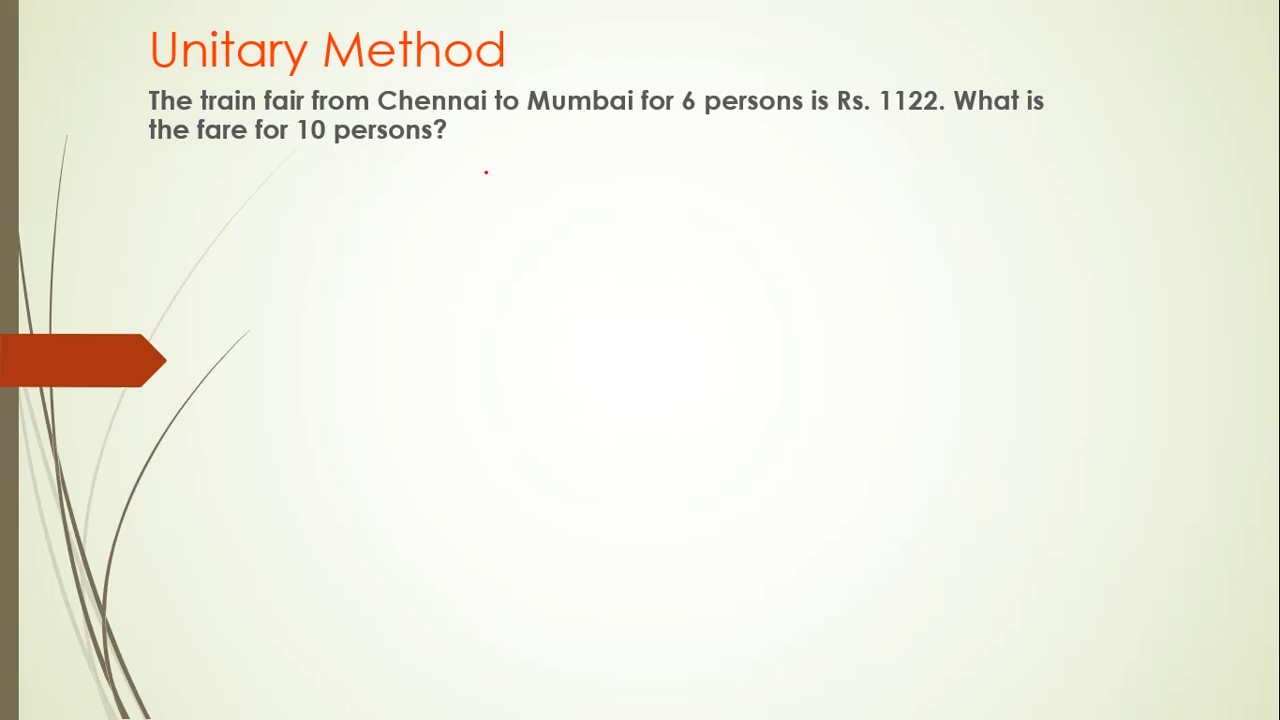 Unitary Method
The train fair from Chennai to Mumbai for 6 persons is Rs. 1122. What is
the fare for 10 persons?